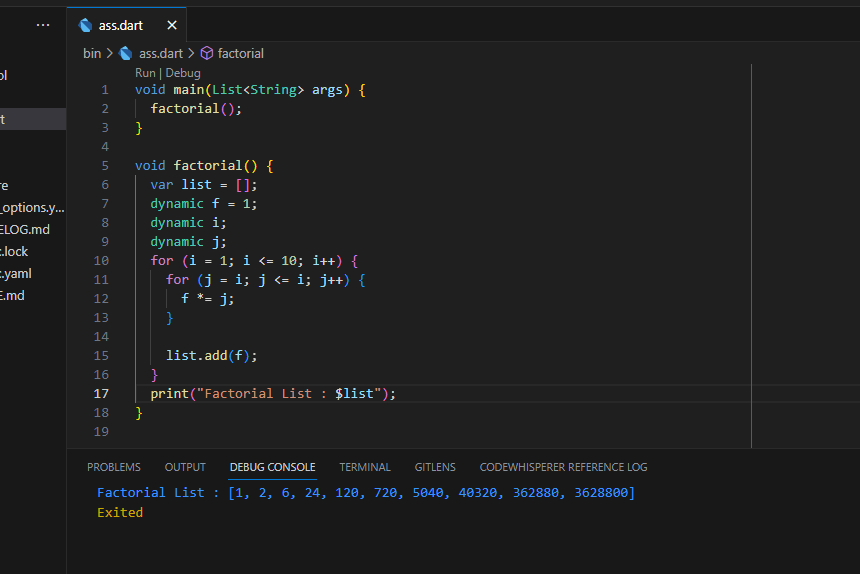 ... ass.dart ×
bin > ass.dart > factorial
ol
t
re
_options.y...
ELOG.md
:.lock
:.yaml
E.md
Run | Debug
1 void main(List<String> args) {
2   factorial();
3 }
4
5 void factorial() {
6   var list = [];
7   dynamic f = 1;
8   dynamic i;
9   dynamic j;
10   for (i = 1; i <= 10; i++) {
11     for (j = i; j <= i; j++) {
12       f *= j;
13     }
14
15     list.add(f);
16   }
17   print("Factorial List : $list");
18 }
19
PROBLEMS OUTPUT DEBUG CONSOLE TERMINAL GITLENS CODEWHISPERER REFERENCE LOG
Factorial List : [1, 2, 6, 24, 120, 720, 5040, 40320, 362880, 3628800]
Exited